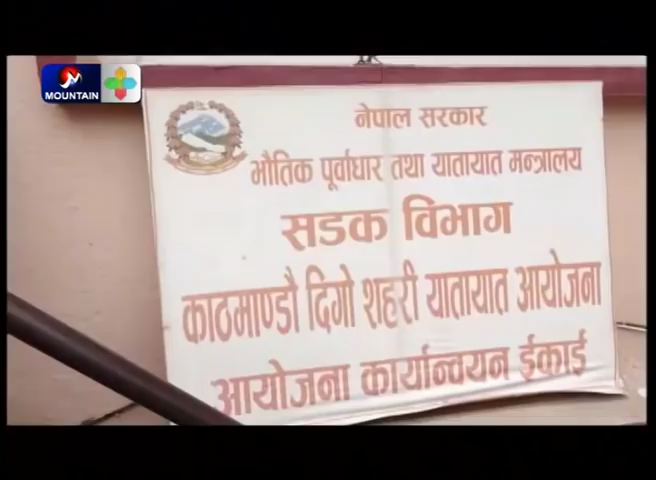 MOUNTAIN
नेपाल सरकार
भौतिक पूर्वाधार तथा यातायात मन्त्रालय
सडक विभाग
काठमाण्डौ दिगो शहरी यातायात आयोजना
आयोजना कार्यान्वयन ईकाई